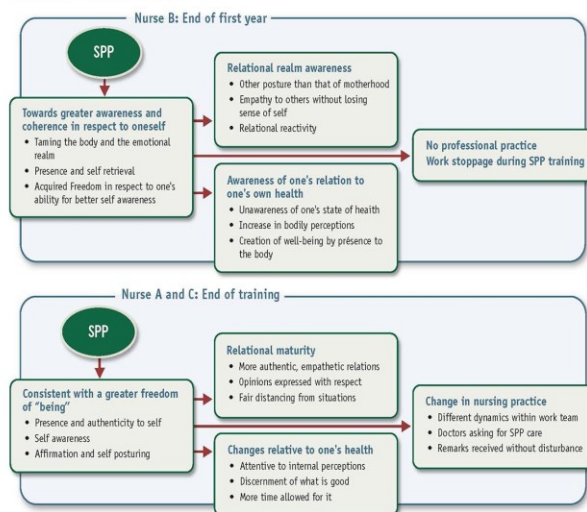 Nurse B: End of first year
SPP
Towards greater awareness and
coherence in respect to oneself
• Taming the body and the emotional
realm
• Presence and self retrieval
• Acquired Freedom in respect to one's
ability for better self awareness
Relational realm awareness
• Other posture than that of motherhood
• Empathy to others without losing
sense of self
• Relational reactivity
Awareness of one's relation to
one's own health
• Unawareness of one's state of health
• Increase in bodily perceptions
• Creation of well-being by présence to
the body
No professional practice
Work stoppage during SPP training
Nurse A and C: End of training
SPP
Consistent with a greater freedom
of "being"
• Presence and authenticity to self
• Self awareness
• Affirmation and self posturing
Relational maturity
• More authentic, empathetic relations
• Opinions expressed with respect
• Fair distancing from situations
Changes relative to one's health
• Attentive to internal perceptions
• Discernment of what is good
• More time allowed for it
Change in nursing practice
• Different dynamics within work team
• Doctors asking for SPP care
• Remarks received without disturbance